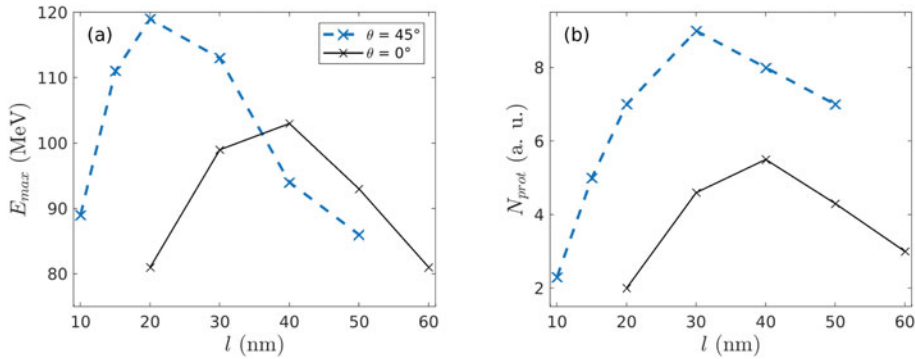 (a)
θ = 45°
θ = 0°
120
110
100
90
80
E_max (MeV)
10 20 30 40 50 60
l (nm)
(b)
8
6
4
2
N_prot (a. u.)
10 20 30 40 50 60
l (nm)